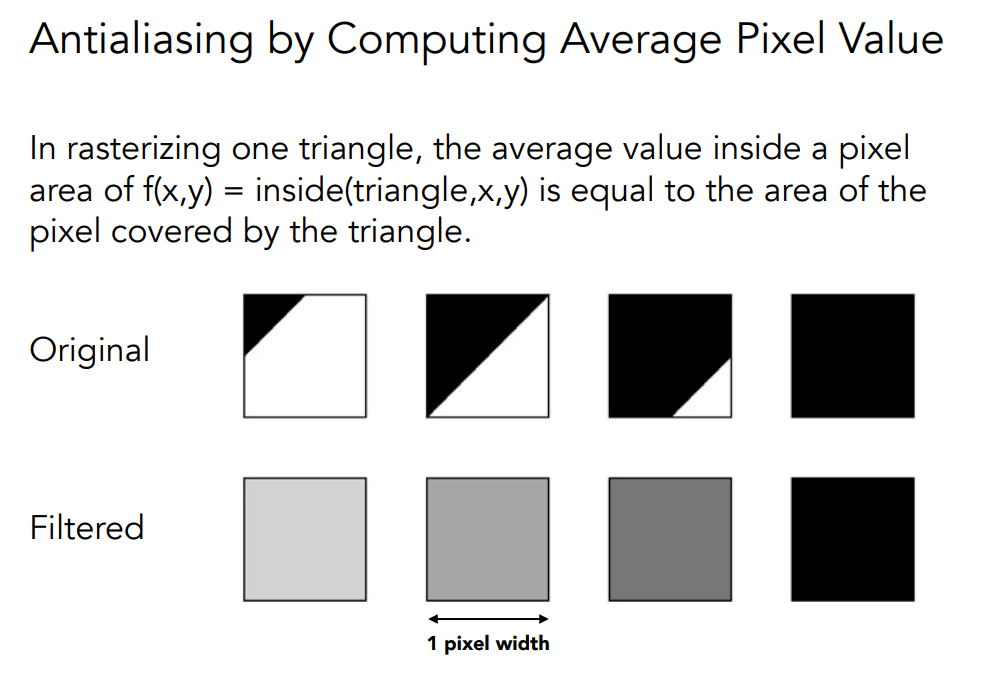 Antialiasing by Computing Average Pixel Value
In rasterizing one triangle, the average value inside a pixel
area of f(x,y) = inside(triangle,x,y) is equal to the area of the
pixel covered by the triangle.
Original
Filtered
1 pixel width